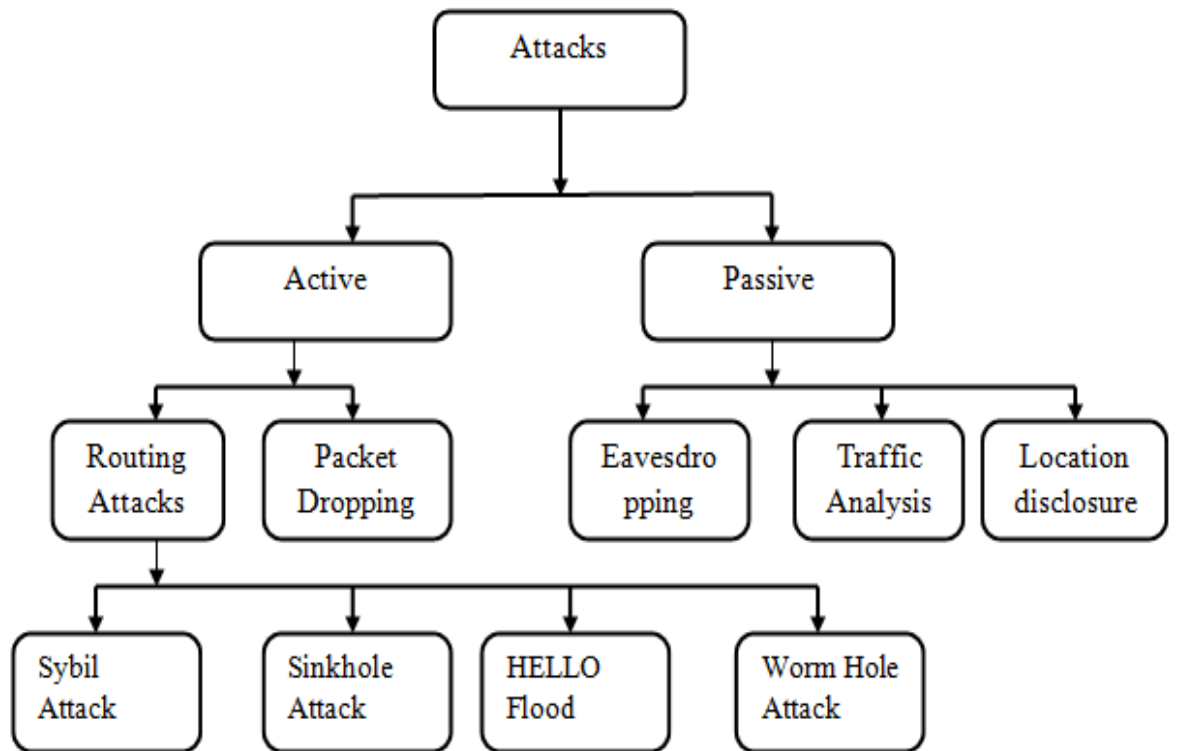 Attacks
Active
Passive
Routing
Attacks
Packet
Dropping
Eavesdro
pping
Traffic
Analysis
Location
disclosure
Sybil
Attack
Sinkhole
Attack
HELLO
Flood
Worm Hole
Attack